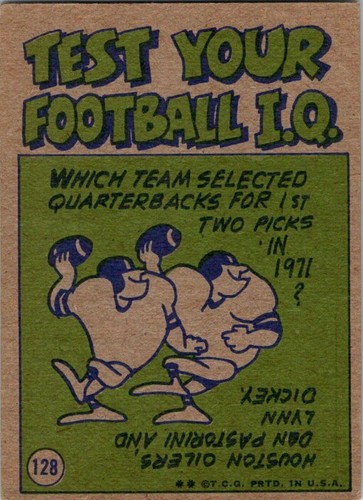 TEST YOUR
FOOTBALL I.Q.
WHICH TEAM SELECTED
QUARTERBACKS FOR 1ST
TWO PICKS
IN
1971
?
HOUSTON OILERS,
DAN PASTORINI AND
LYNN
DICKEY.
128
** © T.C.G. PRTD. IN U.S.A.